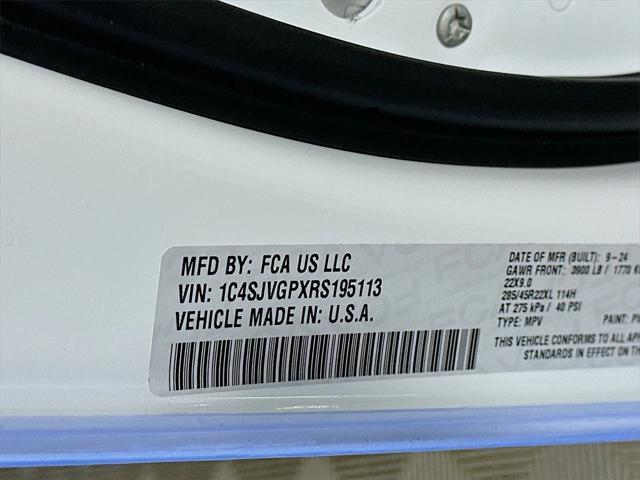 MFD BY: FCA US LLC
VIN: 1C4SJVGPXRS195113
VEHICLE MADE IN: U.S.A.
DATE OF MFR (BUILT): 9-24
GAWR FRONT: 3900 LB / 1770 K
22X9.0
285/45R22XL 114H
AT 275 kPa / 40 PSI
TYPE: MPV PAINT: P
THIS VEHICLE CONFORMS TO ALL AP
STANDARDS IN EFFECT ON TH